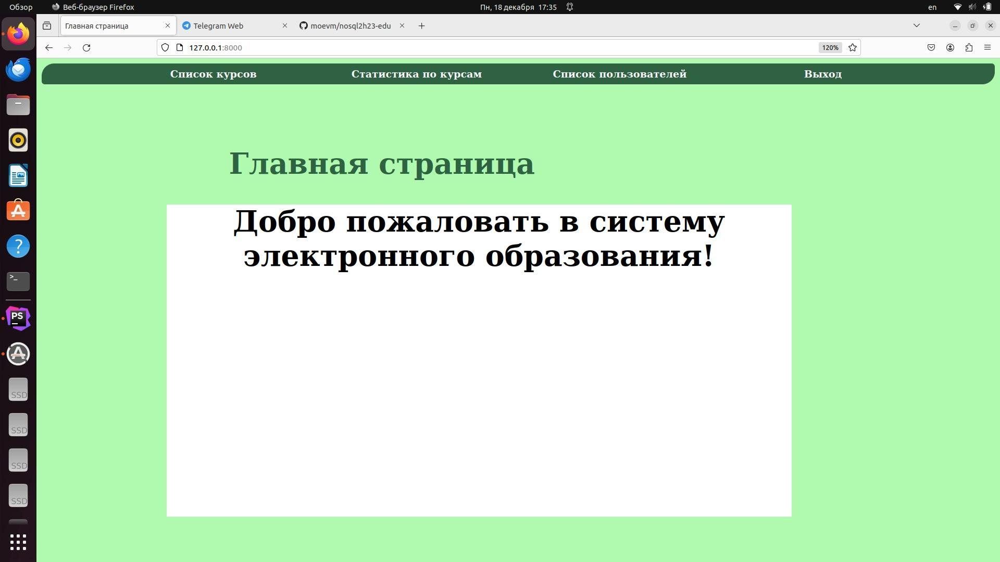 Обзор
Веб-браузер Firefox
Пн, 18 декабря 17:35
en
Главная страница
Telegram Web
moevm/nosql2h23-edu
127.0.0.1:8000
120%
Список курсов
Статистика по курсам
Список пользователей
Выход
Главная страница
Добро пожаловать в систему
электронного образования!
>_
PS
SSD
SSD
SSD
SSD